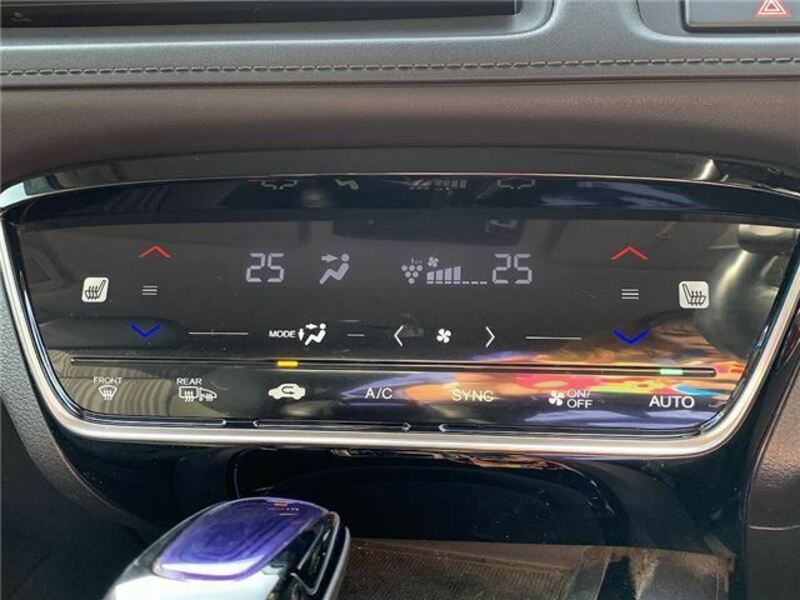 25 25
MODE
FRONT REAR A/C SYNC ON/OFF AUTO